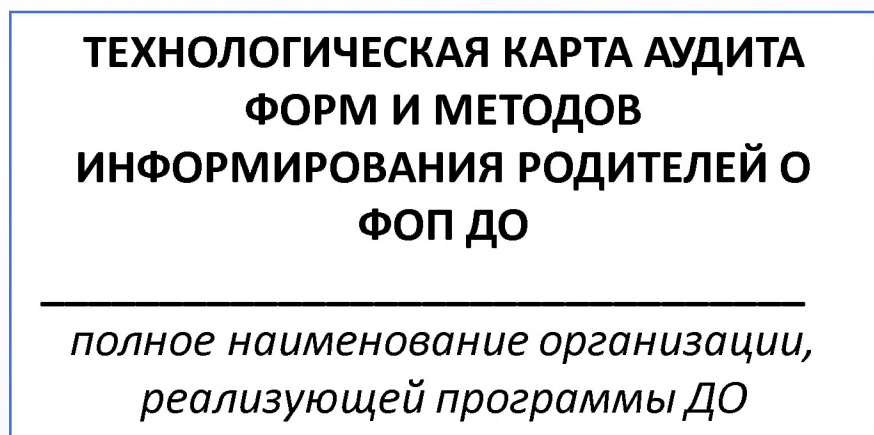 ТЕХНОЛОГИЧЕСКАЯ КАРТА АУДИТА
ФОРМ И МЕТОДОВ
ИНФОРМИРОВАНИЯ РОДИТЕЛЕЙ О
ФОП ДО
полное наименование организации,
реализующей программы ДО